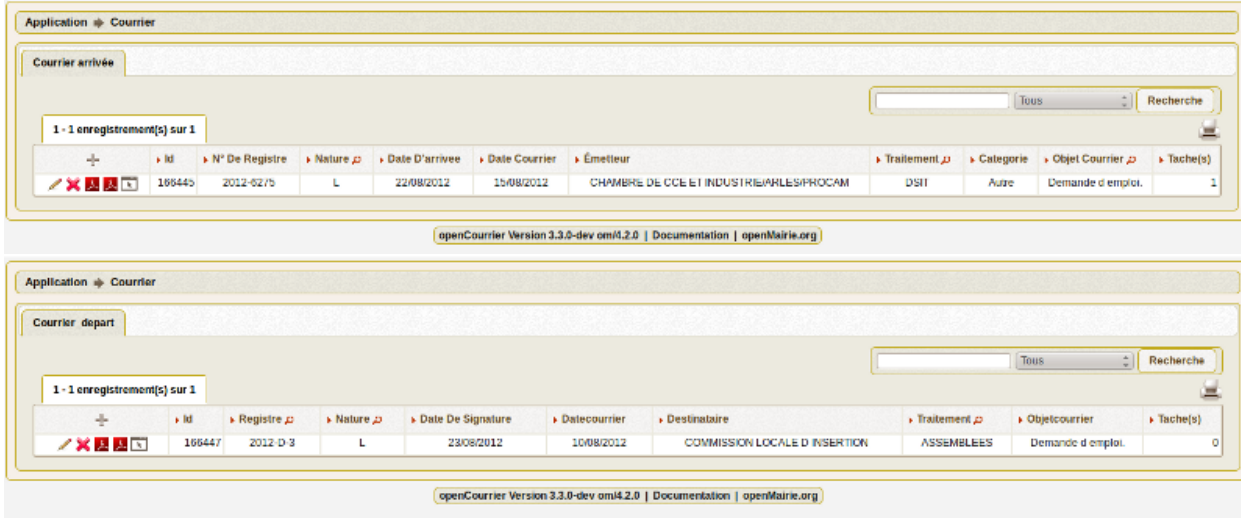 Application Courrier
Courrier arrivée
Tous Recherche
1 - 1 enregistrement(s) sur 1
Id N° De Registre Nature Date D'arrivee Date Courrier Émetteur Traitement Categorie Objet Courrier Tache(s)
166445 2012-6275 L 22/08/2012 15/08/2012 CHAMBRE DE CCE ET INDUSTRIE/ARLES/PROCAM DSIT Autre Demande d emploi. 1
openCourrier Version 3.3.0-dev om/4.2.0 | Documentation | openMairie.org
Application Courrier
Courrier depart
Tous Recherche
1 - 1 enregistrement(s) sur 1
Id Registre Nature Date De Signature Datecourrier Destinataire Traitement Objetcourrier Tache(s)
166447 2012-D-3 L 23/08/2012 10/08/2012 COMMISSION LOCALE D INSERTION ASSEMBLEES Demande d emploi. 0
openCourrier Version 3.3.0-dev om/4.2.0 | Documentation | openMairie.org